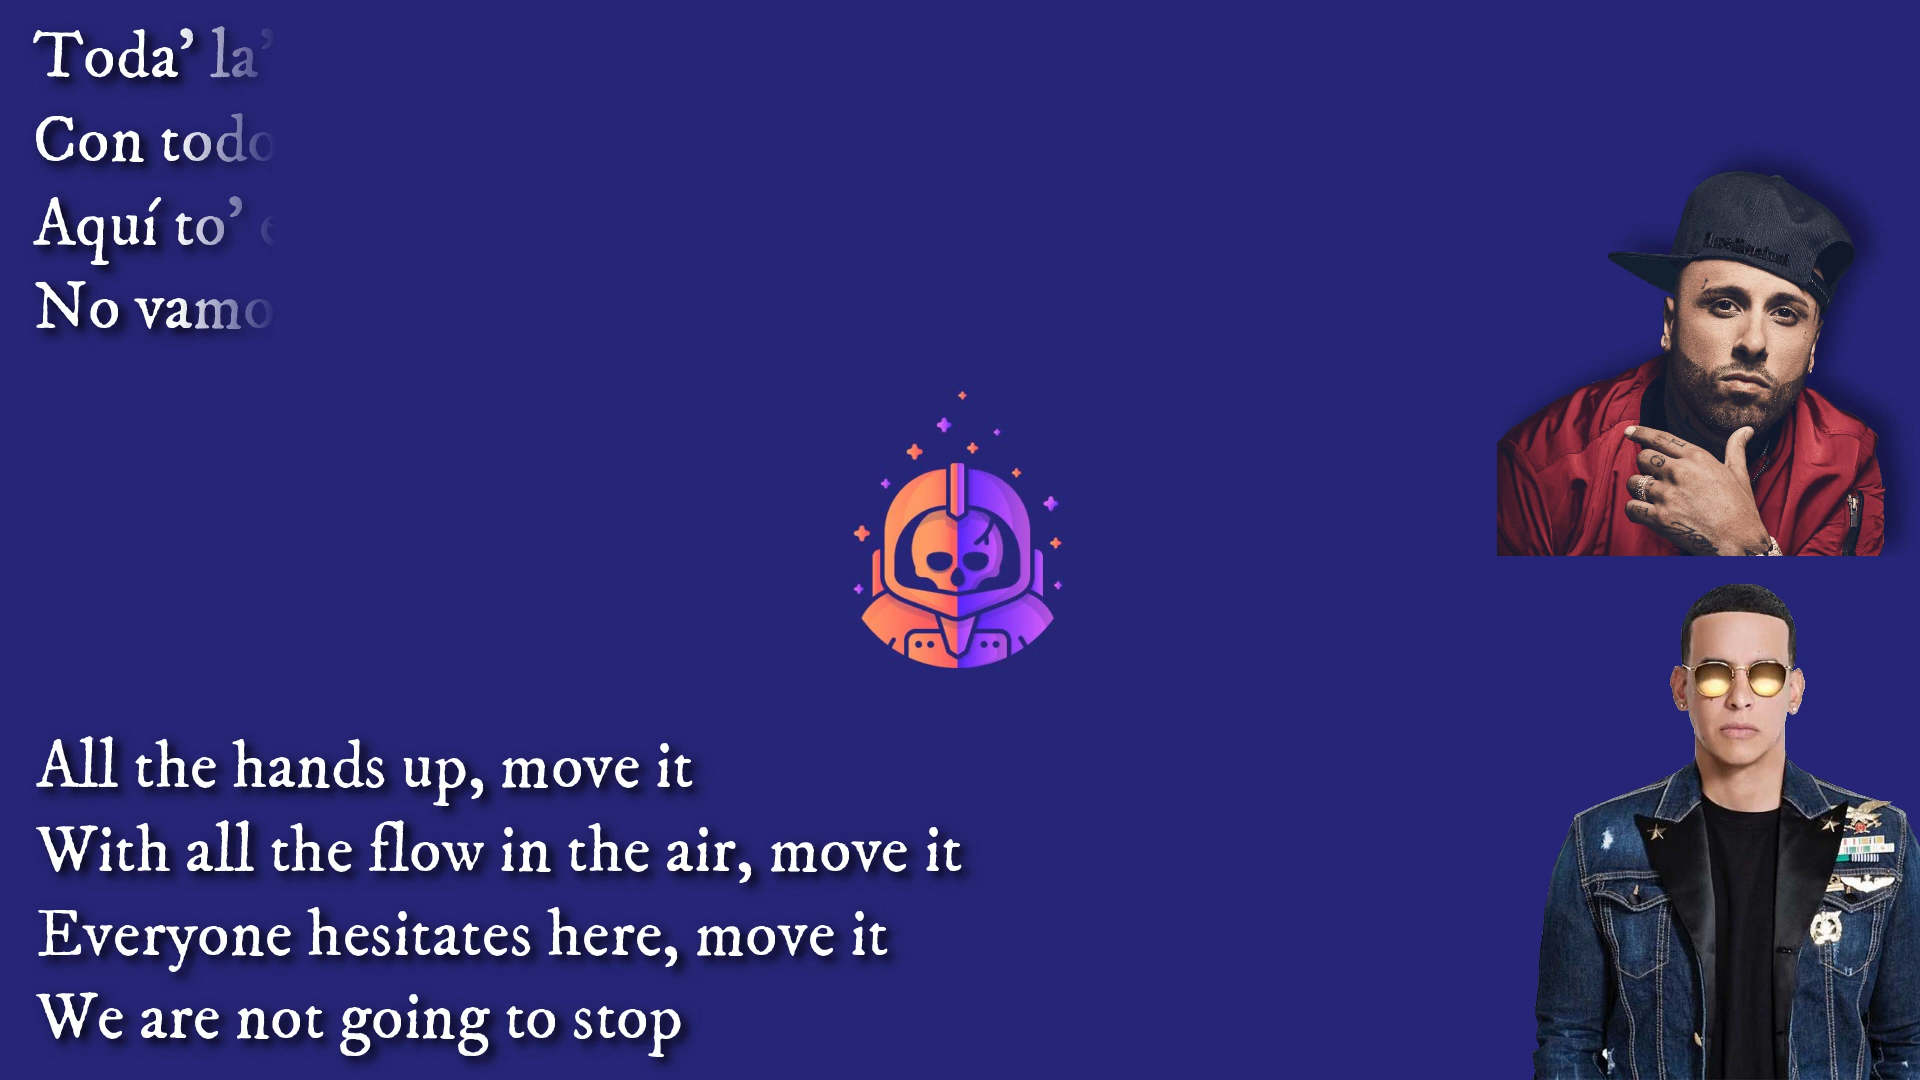 Toda’ la’
Con todo
Aquí to’ e
No vamo
All the hands up, move it
With all the flow in the air, move it
Everyone hesitates here, move it
We are not going to stop